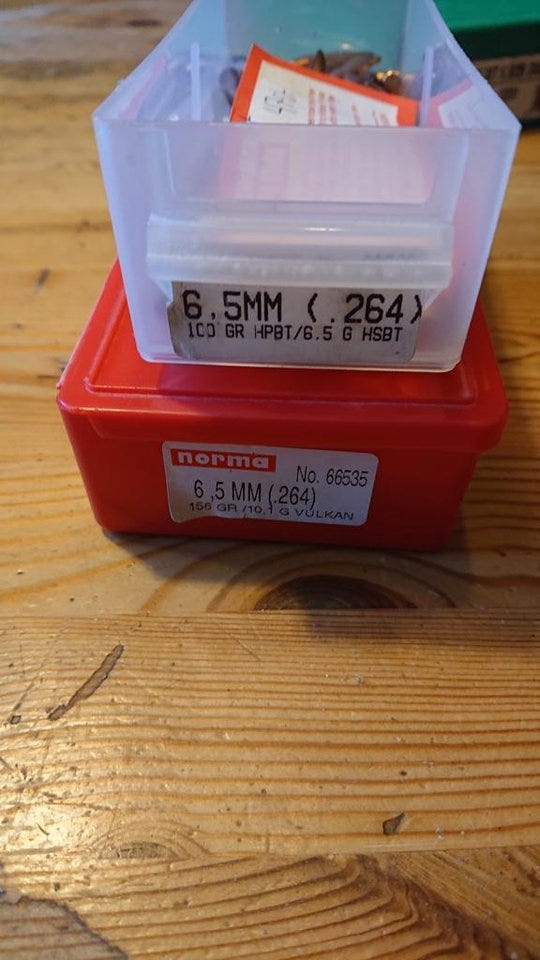 6,5MM (.264)
100 GR HPBT/6.5 G HSBT
norma
No. 66535
6,5 MM (.264)
156 GR /10,1 G VULKAN